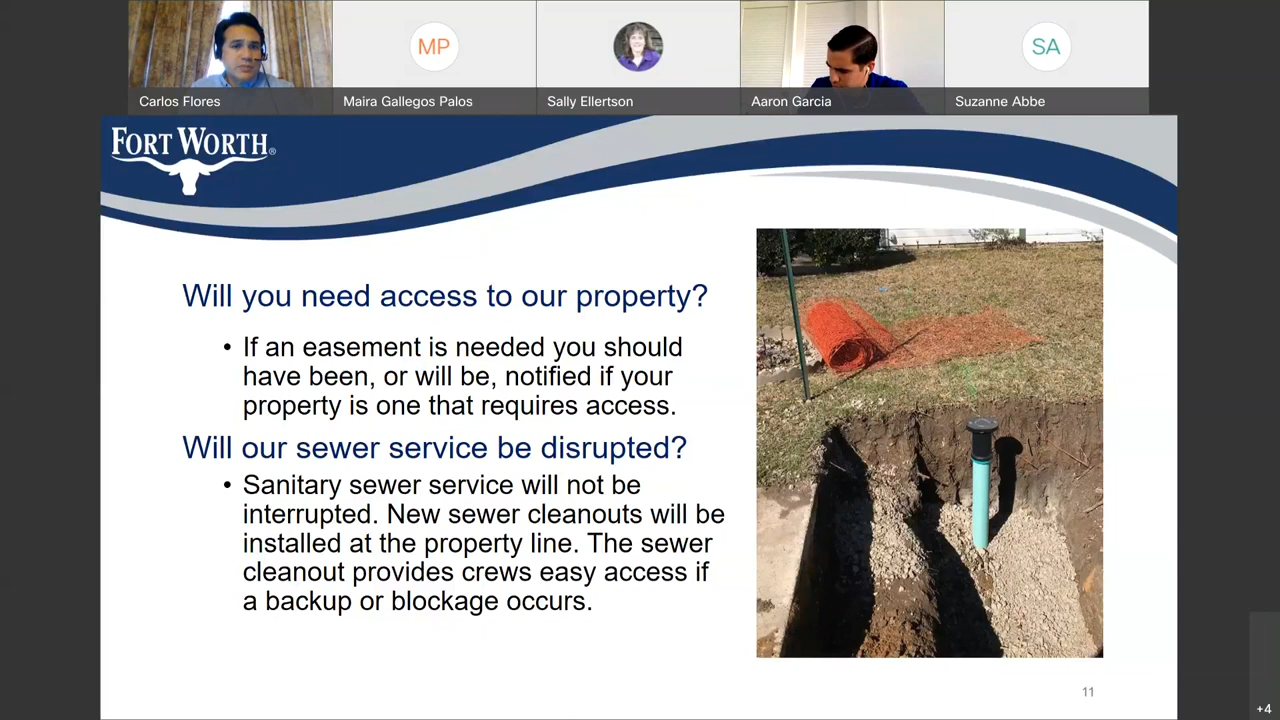 MP
SA
Carlos Flores
Maira Gallegos Palos
Sally Ellertson
Aaron Garcia
Suzanne Abbe
FORT WORTH®
Will you need access to our property?
• If an easement is needed you should
have been, or will be, notified if your
property is one that requires access.
Will our sewer service be disrupted?
• Sanitary sewer service will not be
interrupted. New sewer cleanouts will be
installed at the property line. The sewer
cleanout provides crews easy access if
a backup or blockage occurs.
11
+4